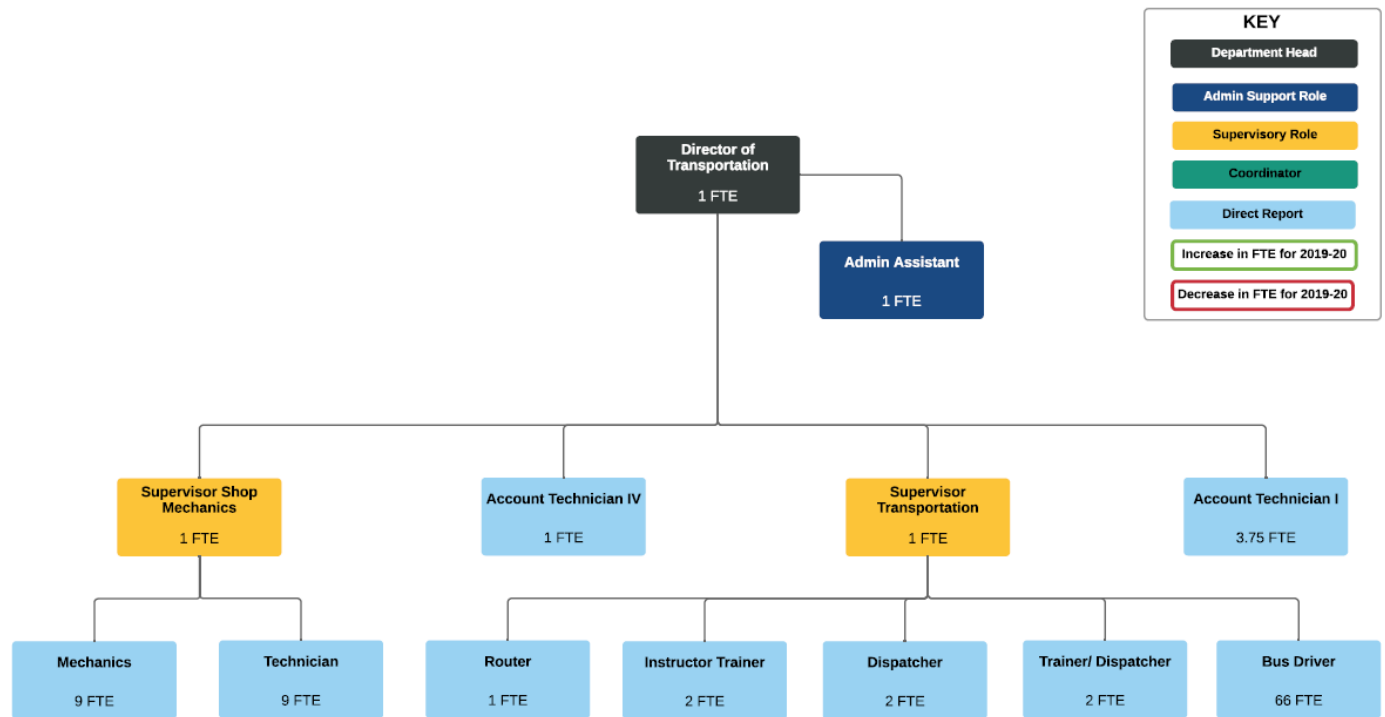 KEY
Department Head
Admin Support Role
Supervisory Role
Coordinator
Direct Report
Increase in FTE for 2019-20
Decrease in FTE for 2019-20
Director of
Transportation
1 FTE
Admin Assistant
1 FTE
Supervisor Shop
Mechanics
1 FTE
Account Technician IV
1 FTE
Supervisor
Transportation
1 FTE
Account Technician I
3.75 FTE
Mechanics
9 FTE
Technician
9 FTE
Router
1 FTE
Instructor Trainer
2 FTE
Dispatcher
2 FTE
Trainer/ Dispatcher
2 FTE
Bus Driver
66 FTE